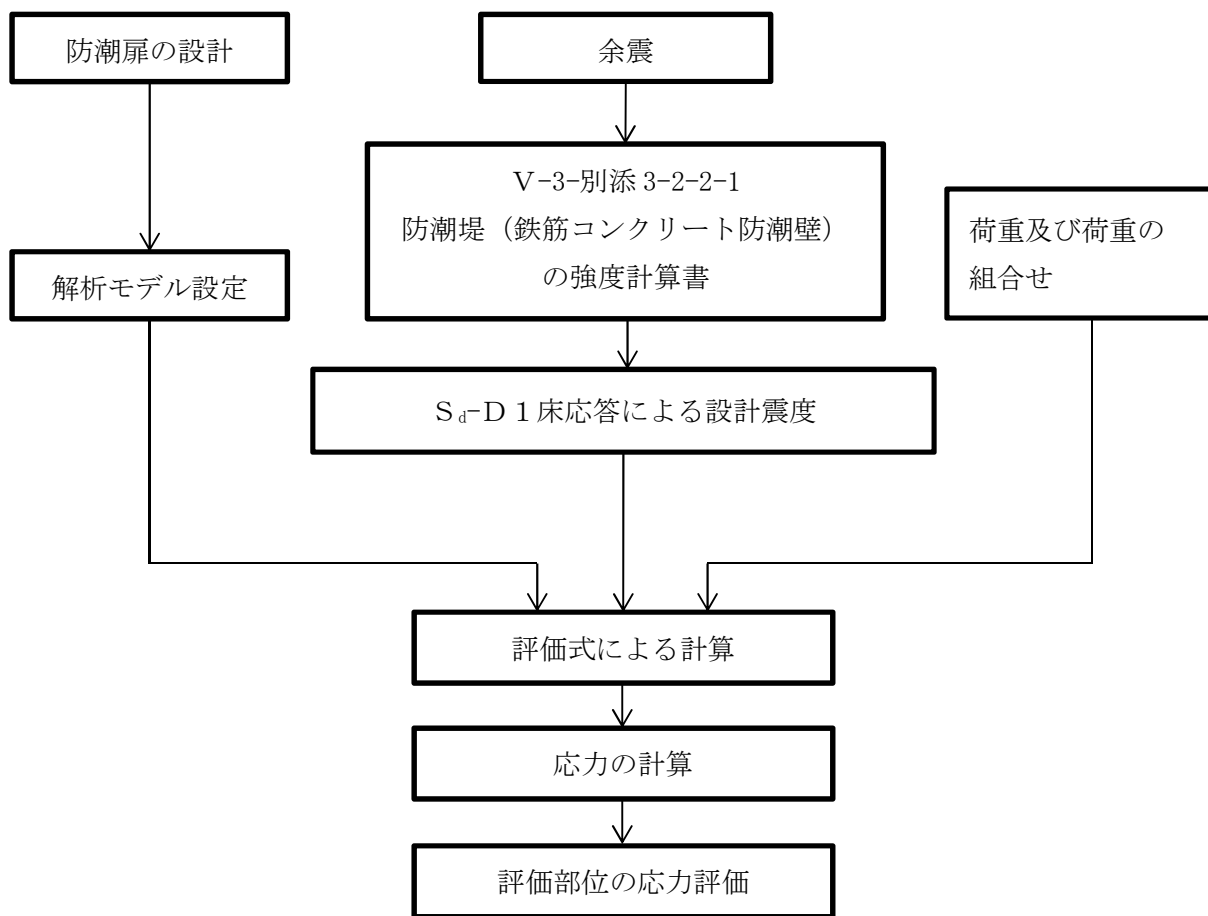 防潮扉の設計
余震
Ⅴ-3-別添 3-2-2-1
防潮堤（鉄筋コンクリート防潮壁）
の強度計算書
荷重及び荷重の
組合せ
解析モデル設定
Ｓd-Ｄ１床応答による設計震度
評価式による計算
応力の計算
評価部位の応力評価